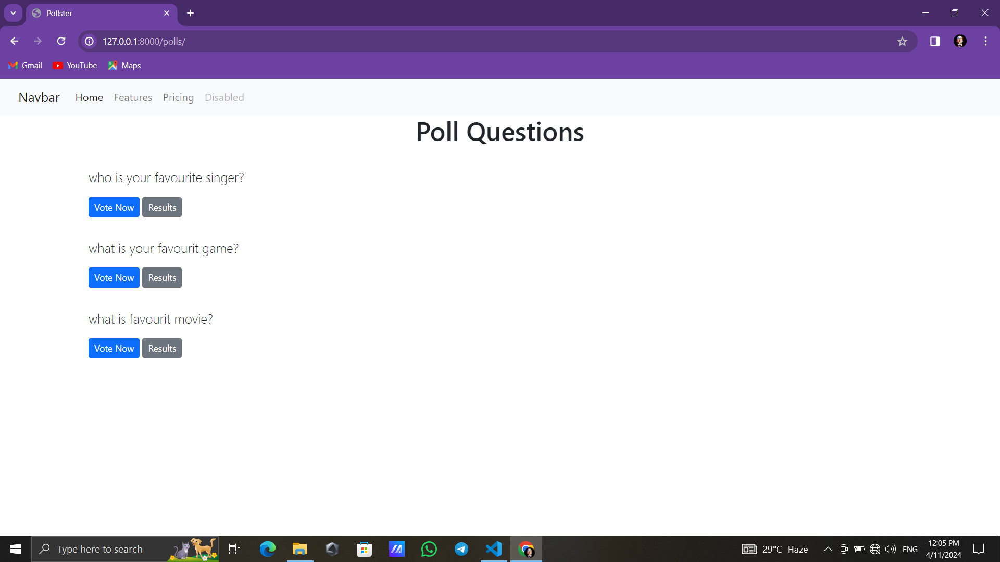 Pollster
127.0.0.1:8000/polls/
Gmail YouTube Maps
Navbar Home Features Pricing Disabled
Poll Questions
who is your favourite singer?
Vote Now Results
what is your favourit game?
Vote Now Results
what is favourit movie?
Vote Now Results
Type here to search
29°C Haze
ENG
12:05 PM
4/11/2024